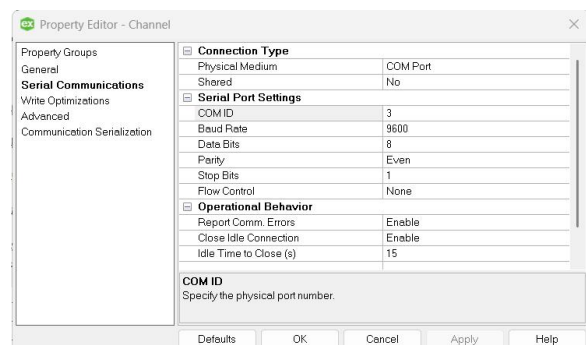 ex Property Editor - Channel
Property Groups
General
Serial Communications
Write Optimizations
Advanced
Communication Serialization
Connection Type
Physical Medium COM Port
Shared No
Serial Port Settings
COM ID 3
Baud Rate 9600
Data Bits 8
Parity Even
Stop Bits 1
Flow Control None
Operational Behavior
Report Comm. Errors Enable
Close Idle Connection Enable
Idle Time to Close (s) 15
COM ID
Specify the physical port number.
Defaults OK Cancel Apply Help